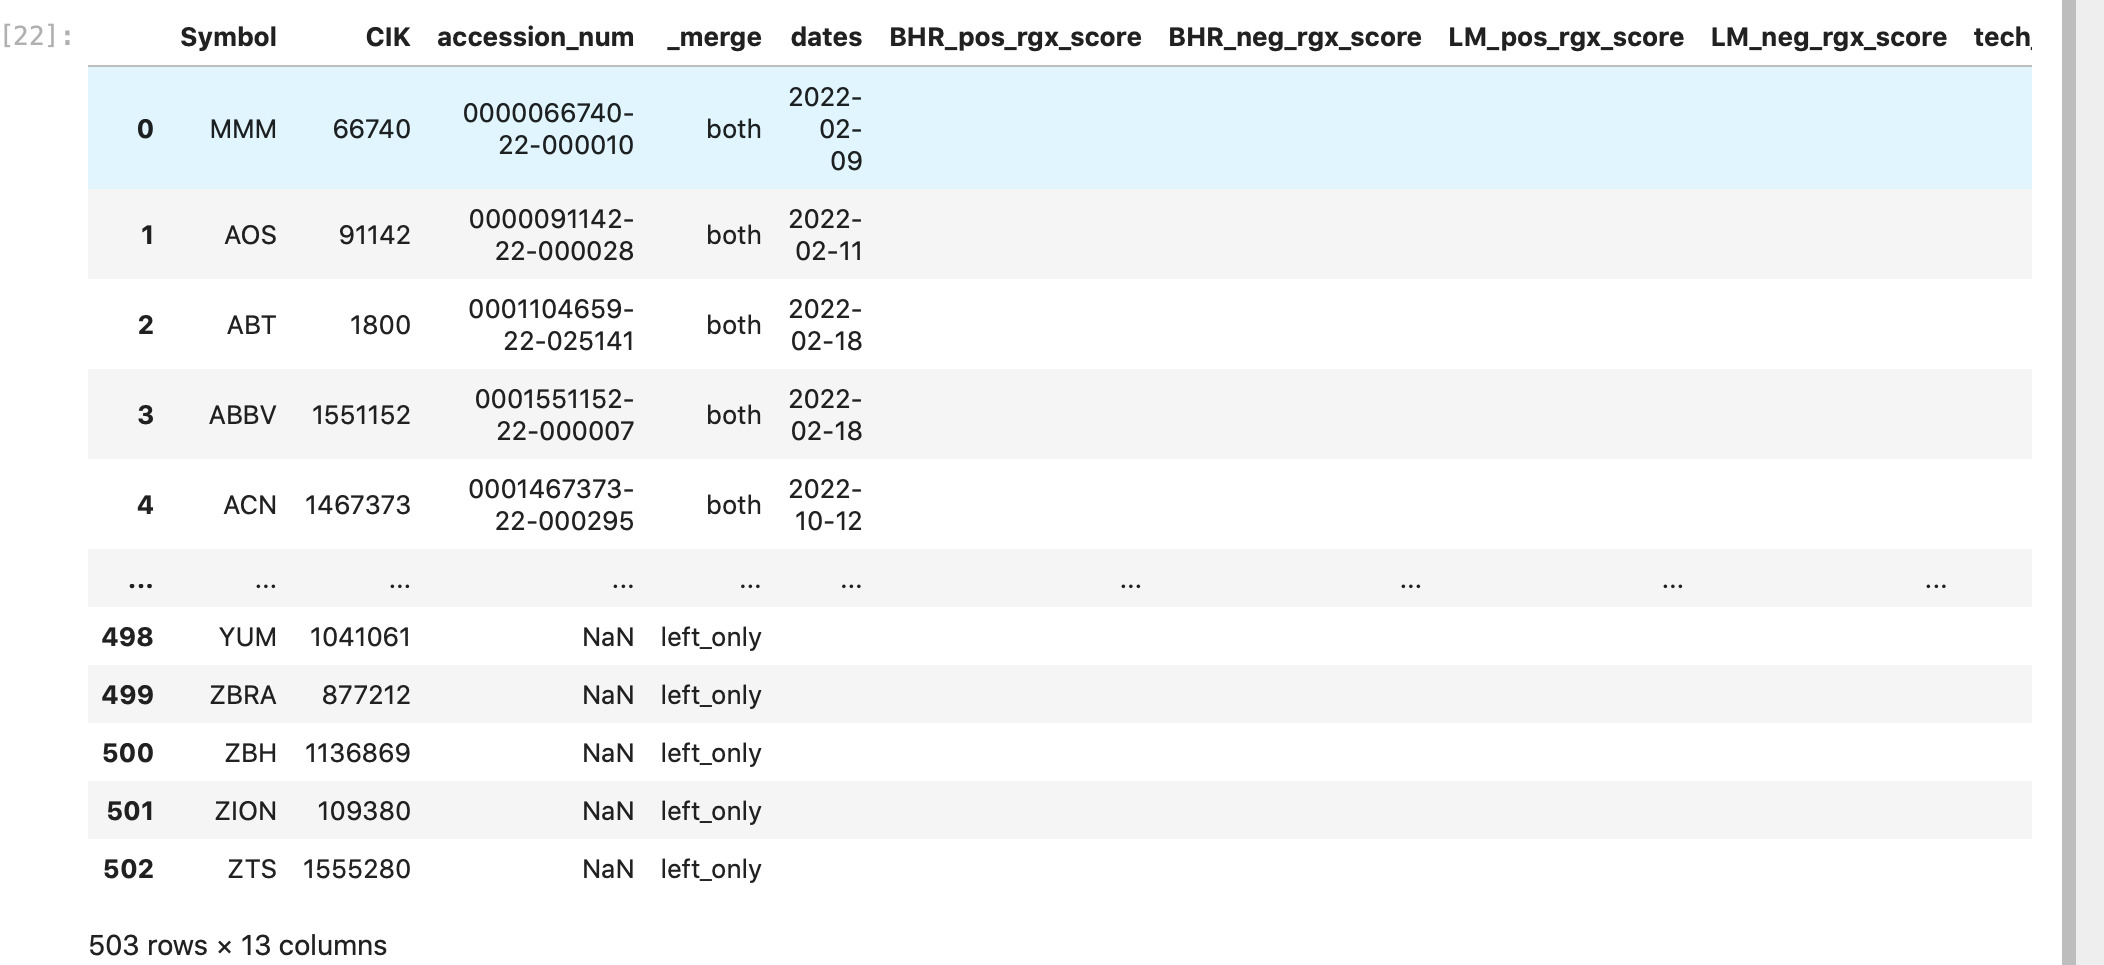 [22]:
Symbol CIK accession_num _merge dates BHR_pos_rgx_score BHR_neg_rgx_score LM_pos_rgx_score LM_neg_rgx_score tech_
0 MMM 66740 0000066740-22-000010 both 2022-02-09
1 AOS 91142 0000091142-22-000028 both 2022-02-11
2 ABT 1800 0001104659-22-025141 both 2022-02-18
3 ABBV 1551152 0001551152-22-000007 both 2022-02-18
4 ACN 1467373 0001467373-22-000295 both 2022-10-12
... ... ... ... ... ... ... ... ... ...
498 YUM 1041061 NaN left_only
499 ZBRA 877212 NaN left_only
500 ZBH 1136869 NaN left_only
501 ZION 109380 NaN left_only
502 ZTS 1555280 NaN left_only
503 rows × 13 columns